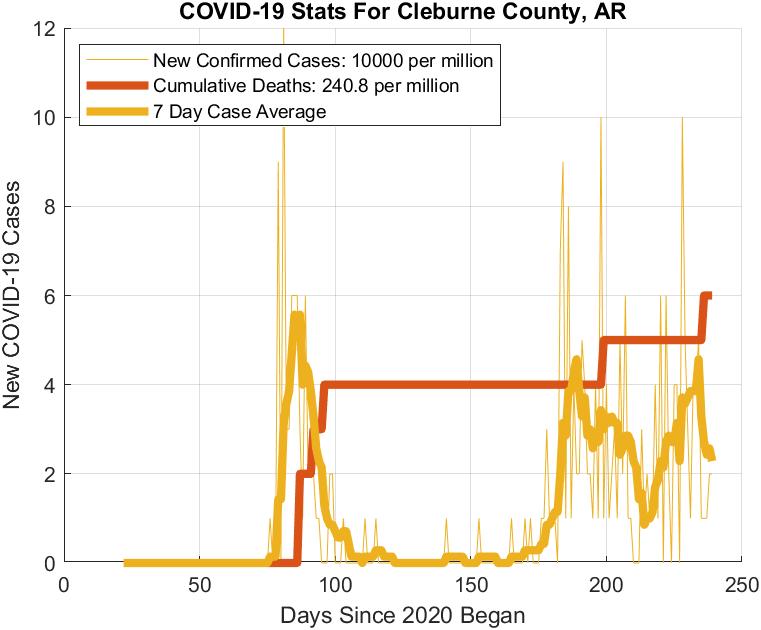 COVID-19 Stats For Cleburne County, AR
New Confirmed Cases: 10000 per million
Cumulative Deaths: 240.8 per million
7 Day Case Average
New COVID-19 Cases
12
10
8
6
4
2
0
0 50 100 150 200 250
Days Since 2020 Began